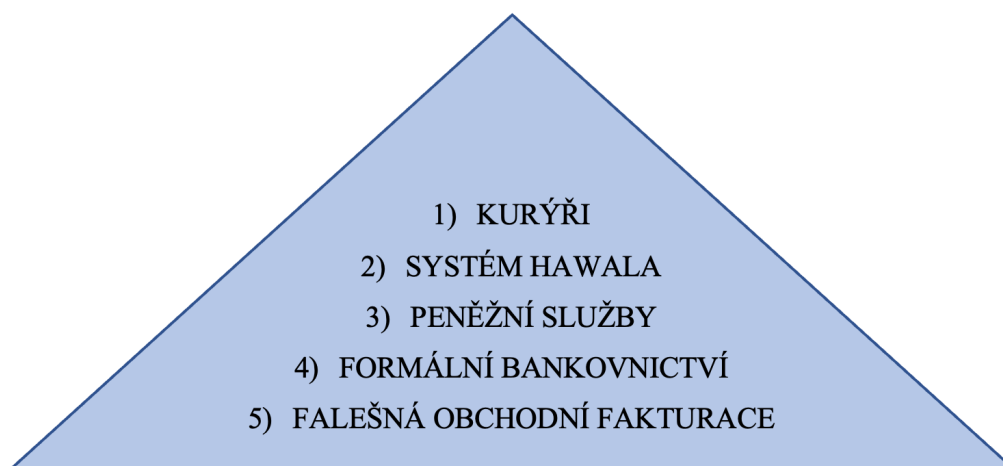 1) KURÝŘI
2) SYSTÉM HAWALA
3) PENĚŽNÍ SLUŽBY
4) FORMÁLNÍ BANKOVNICTVÍ
5) FALEŠNÁ OBCHODNÍ FAKTURACE